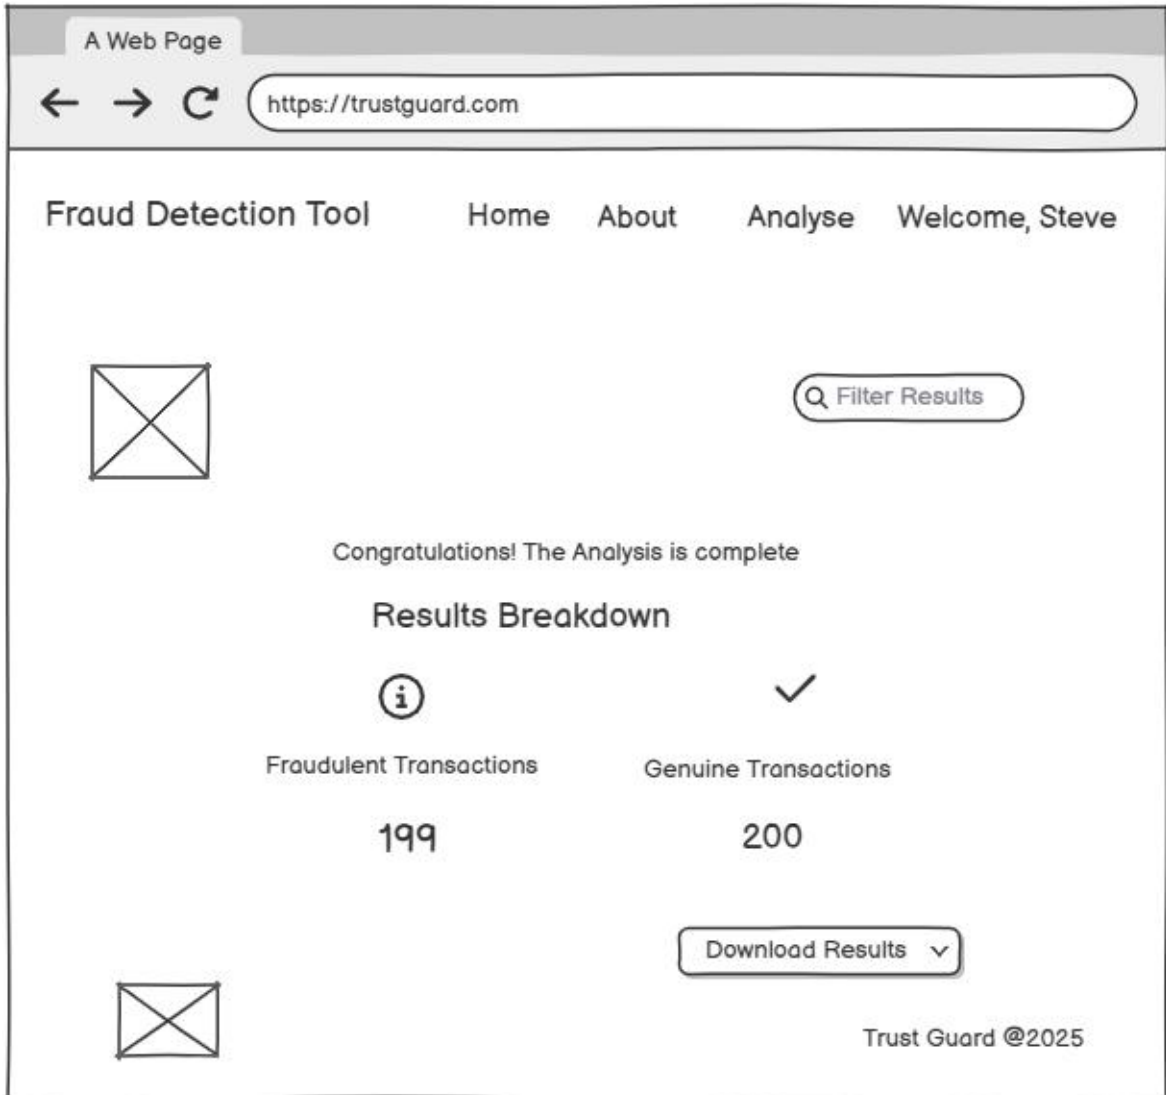 A Web Page
https://trustguard.com
Fraud Detection Tool Home About Analyse Welcome, Steve
Filter Results
Congratulations! The Analysis is complete
Results Breakdown
Fraudulent Transactions Genuine Transactions
199 200
Download Results
Trust Guard @2025